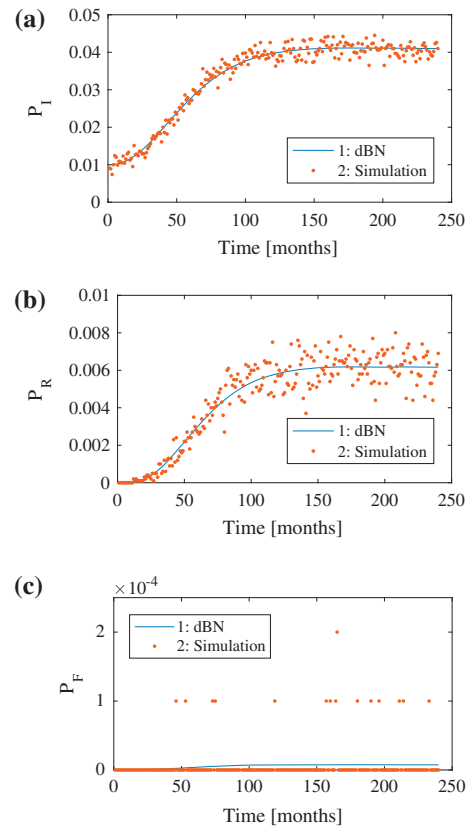 (a)
0.05
0.04
0.03
0.02
0.01
0
P_I
1: dBN
2: Simulation
0 50 100 150 200 250
Time [months]
(b)
0.01
0.008
0.006
0.004
0.002
0
P_R
1: dBN
2: Simulation
0 50 100 150 200 250
Time [months]
(c)
×10^-4
2
1
0
P_F
1: dBN
2: Simulation
0 50 100 150 200 250
Time [months]